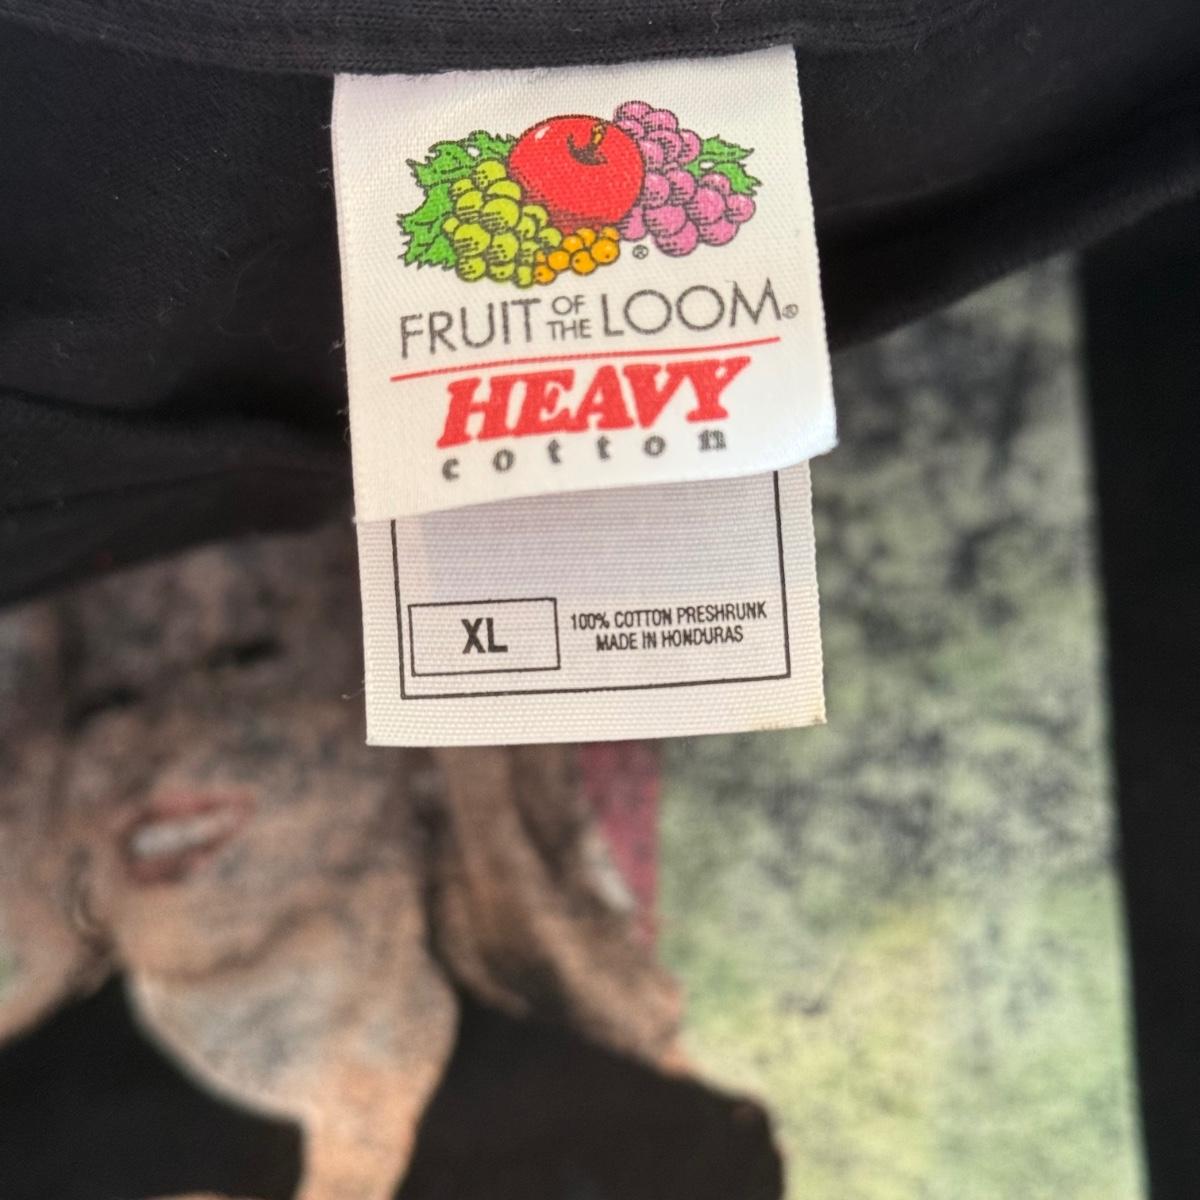 FRUIT OF THE LOOM®
HEAVY
cotton
XL
100% COTTON PRESHRUNK
MADE IN HONDURAS